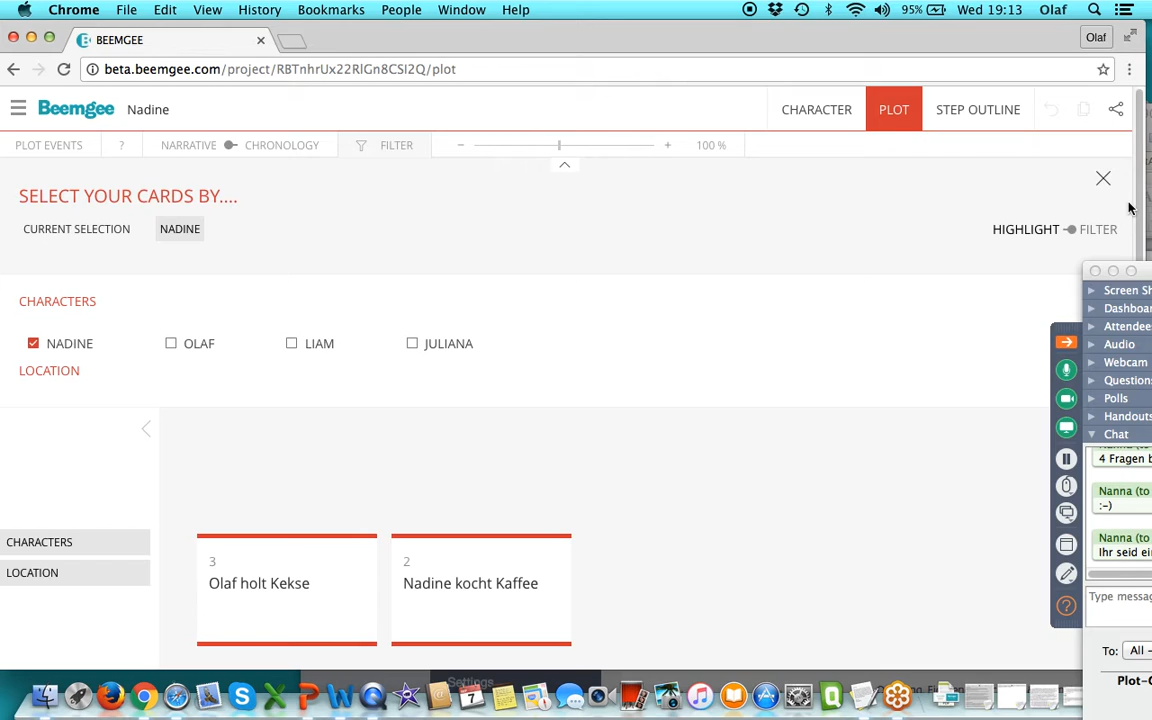 Chrome File Edit View History Bookmarks People Window Help 95% Wed 19:13 Olaf
BEEMGEE Olaf
beta.beemgee.com/project/RBTnhrUx22RlGn8CSI2Q/plot
Beemgee Nadine CHARACTER PLOT STEP OUTLINE
PLOT EVENTS ? NARRATIVE CHRONOLOGY FILTER − + 100 %
SELECT YOUR CARDS BY....
CURRENT SELECTION NADINE HIGHLIGHT FILTER
CHARACTERS
NADINE OLAF LIAM JULIANA
LOCATION
CHARACTERS
LOCATION
3
Olaf holt Kekse
2
Nadine kocht Kaffee
Screen Sh
Dashboar
Attendee
Audio
Webcam
Question
Polls
Handouts
Chat
4 Fragen b
Nanna (to
:-)
Nanna (to
Ihr seid ei
Type messag
To: All -
Plot-C
Settings